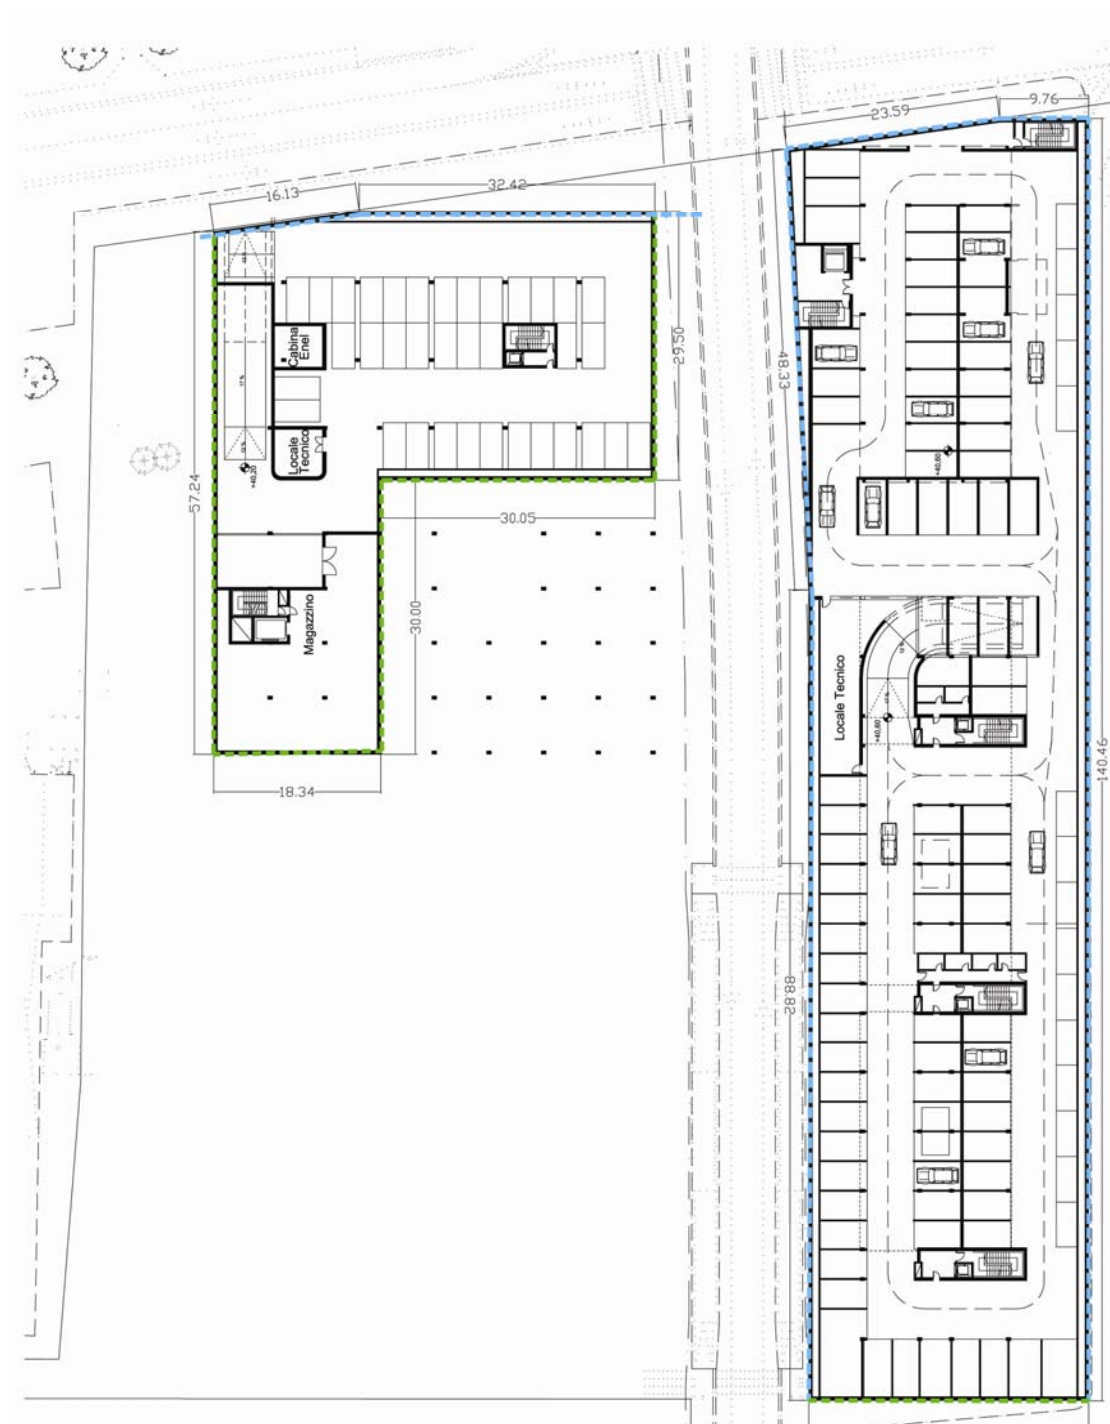 9.76
23.59
32.42
16.13
Cabina
Enel
29.50
48.33
Locale
Tecnico
+40,20
57.24
+40,60
30.05
30.00
Magazzino
Locale Tecnico
+40,60
140.46
18.34
88.82